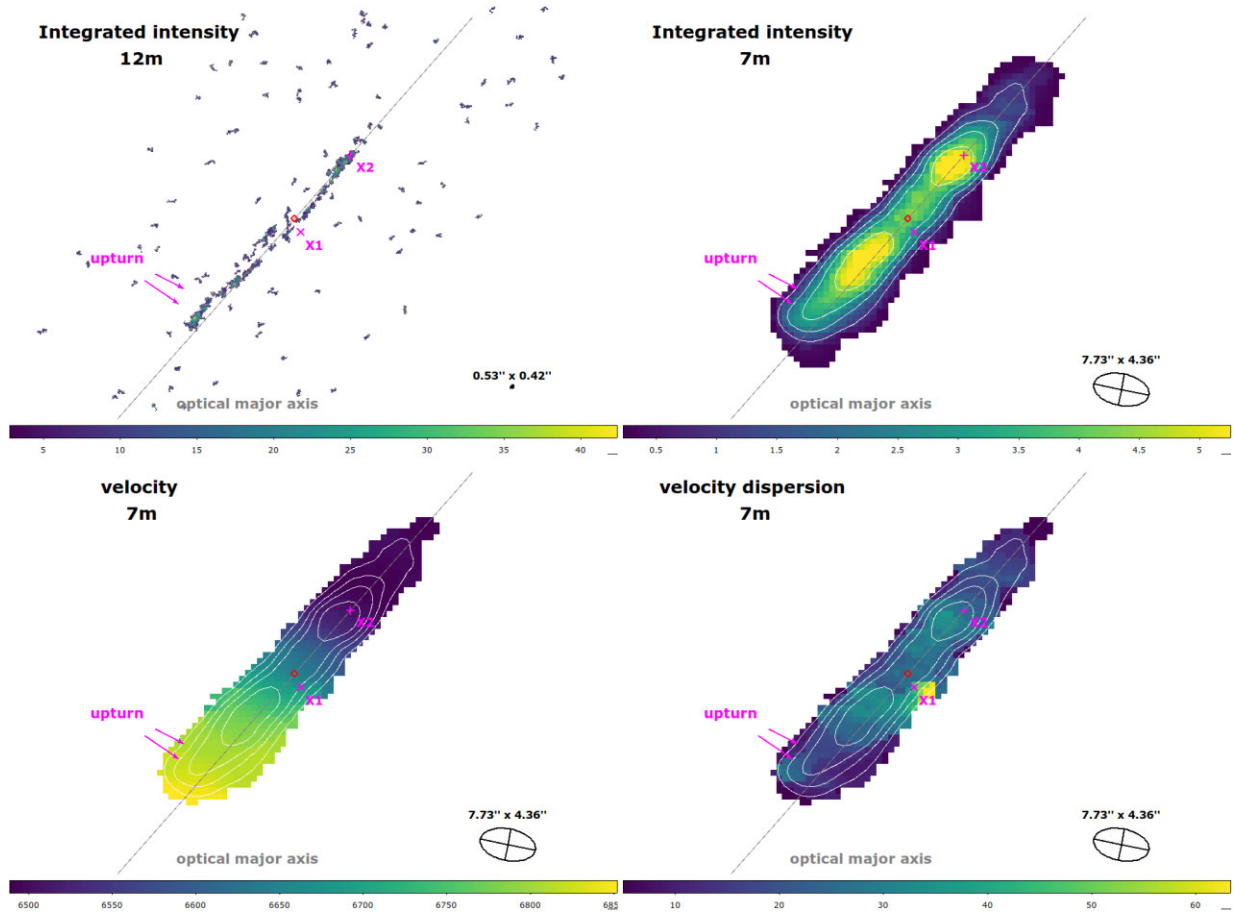 Integrated intensity
12m
X2
X1
upturn
0.53" x 0.42"
optical major axis
5 10 15 20 25 30 35 40
Integrated intensity
7m
X2
X1
upturn
7.73" x 4.36"
optical major axis
0.5 1 1.5 2 2.5 3 3.5 4 4.5 5
velocity
7m
X2
X1
upturn
7.73" x 4.36"
optical major axis
6500 6550 6600 6650 6700 6750 6800 685
velocity dispersion
7m
X2
X1
upturn
7.73" x 4.36"
optical major axis
10 20 30 40 50 60